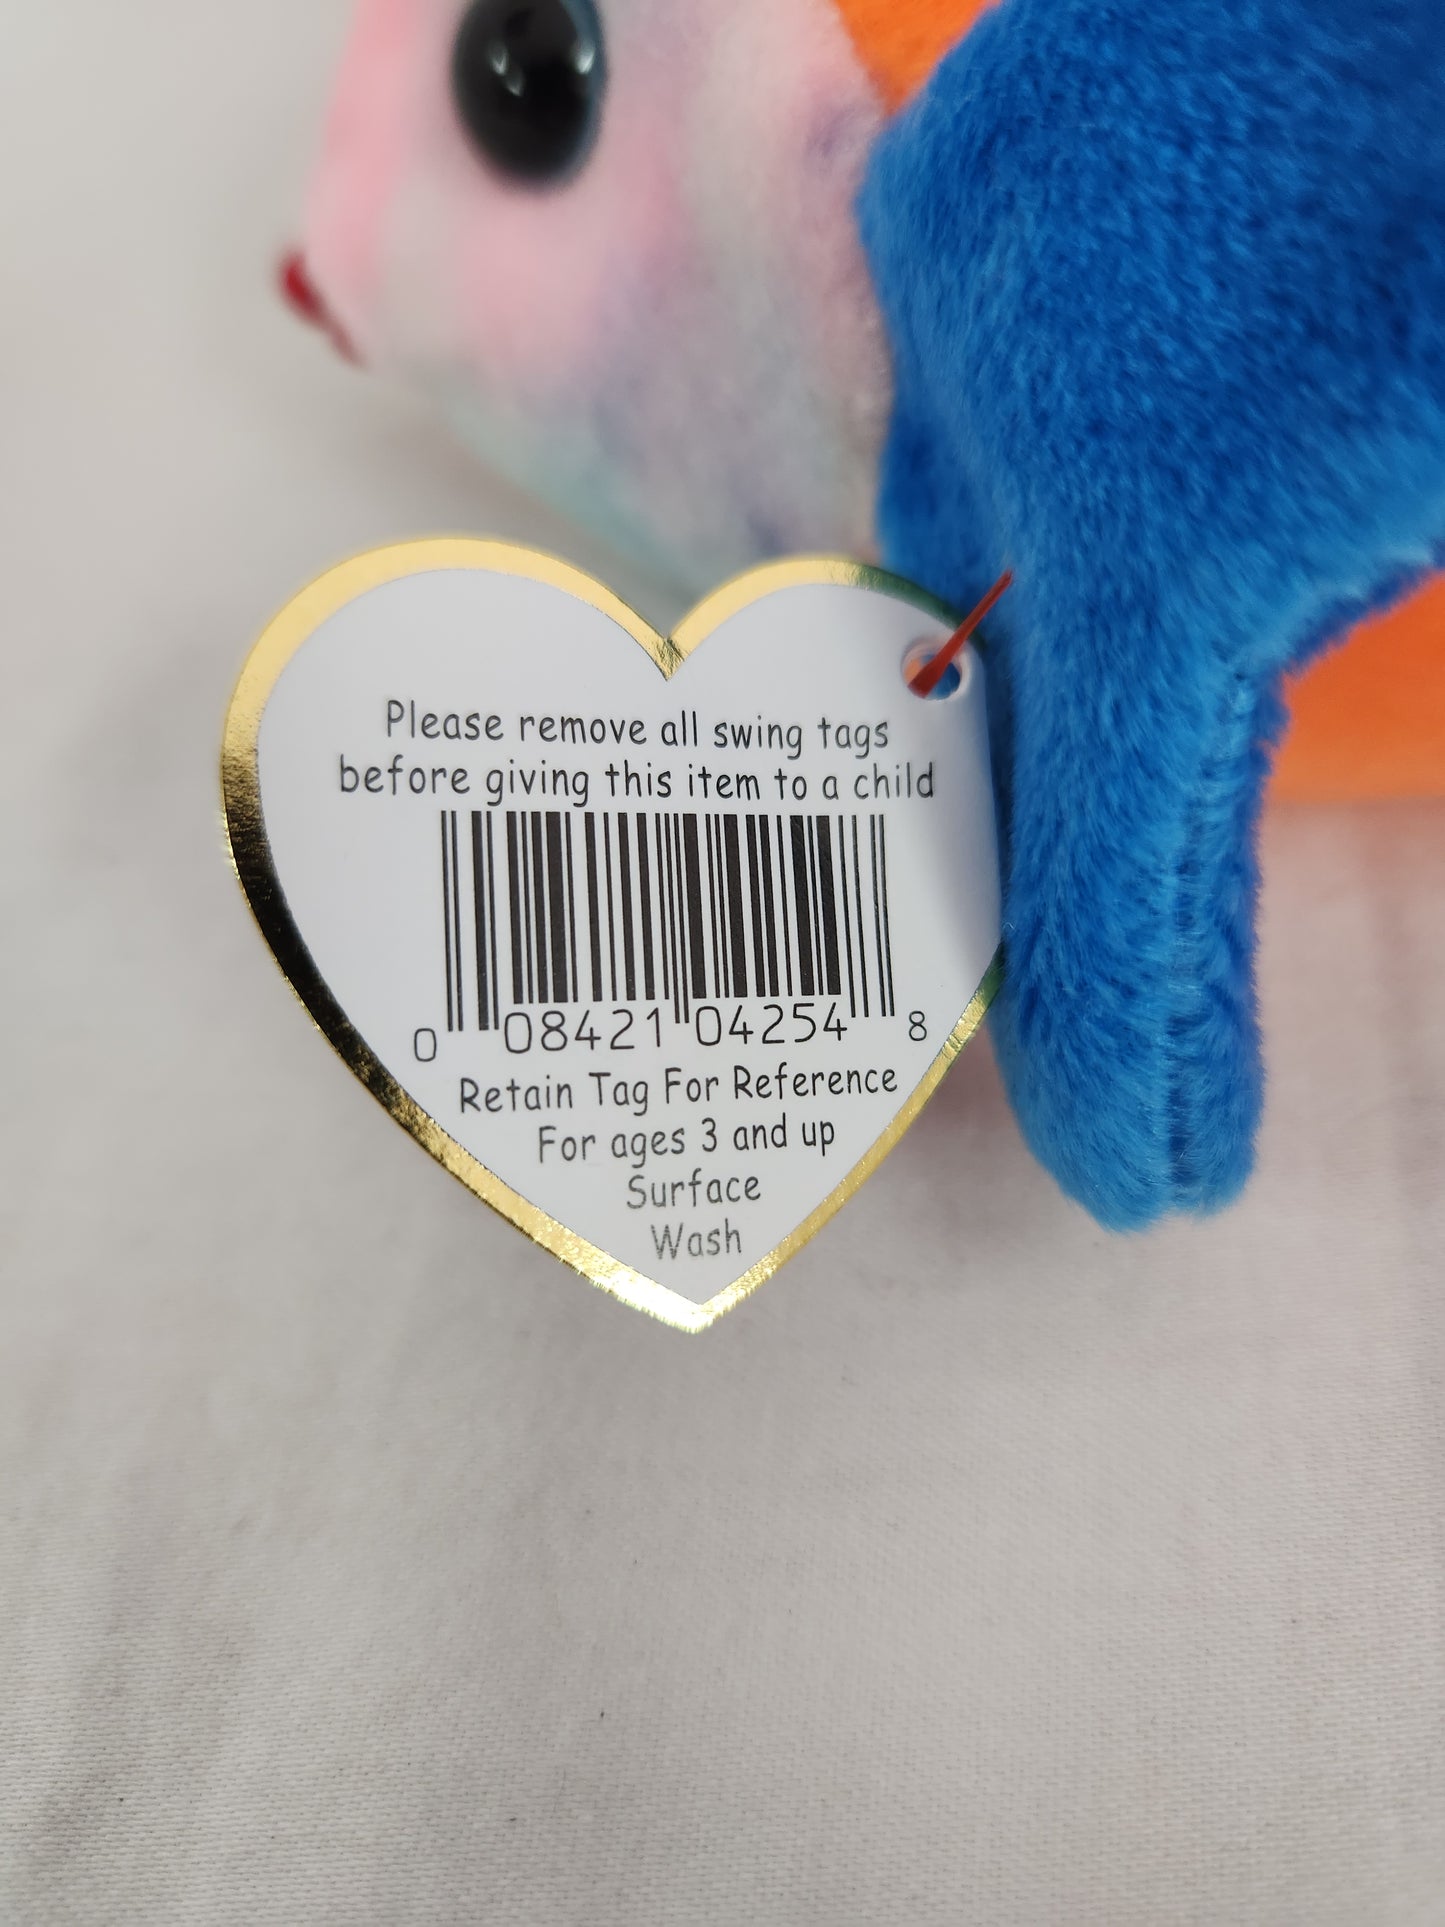 Please remove all swing tags
before giving this item to a child
0 08421 04254 8
Retain Tag For Reference
For ages 3 and up
Surface
Wash